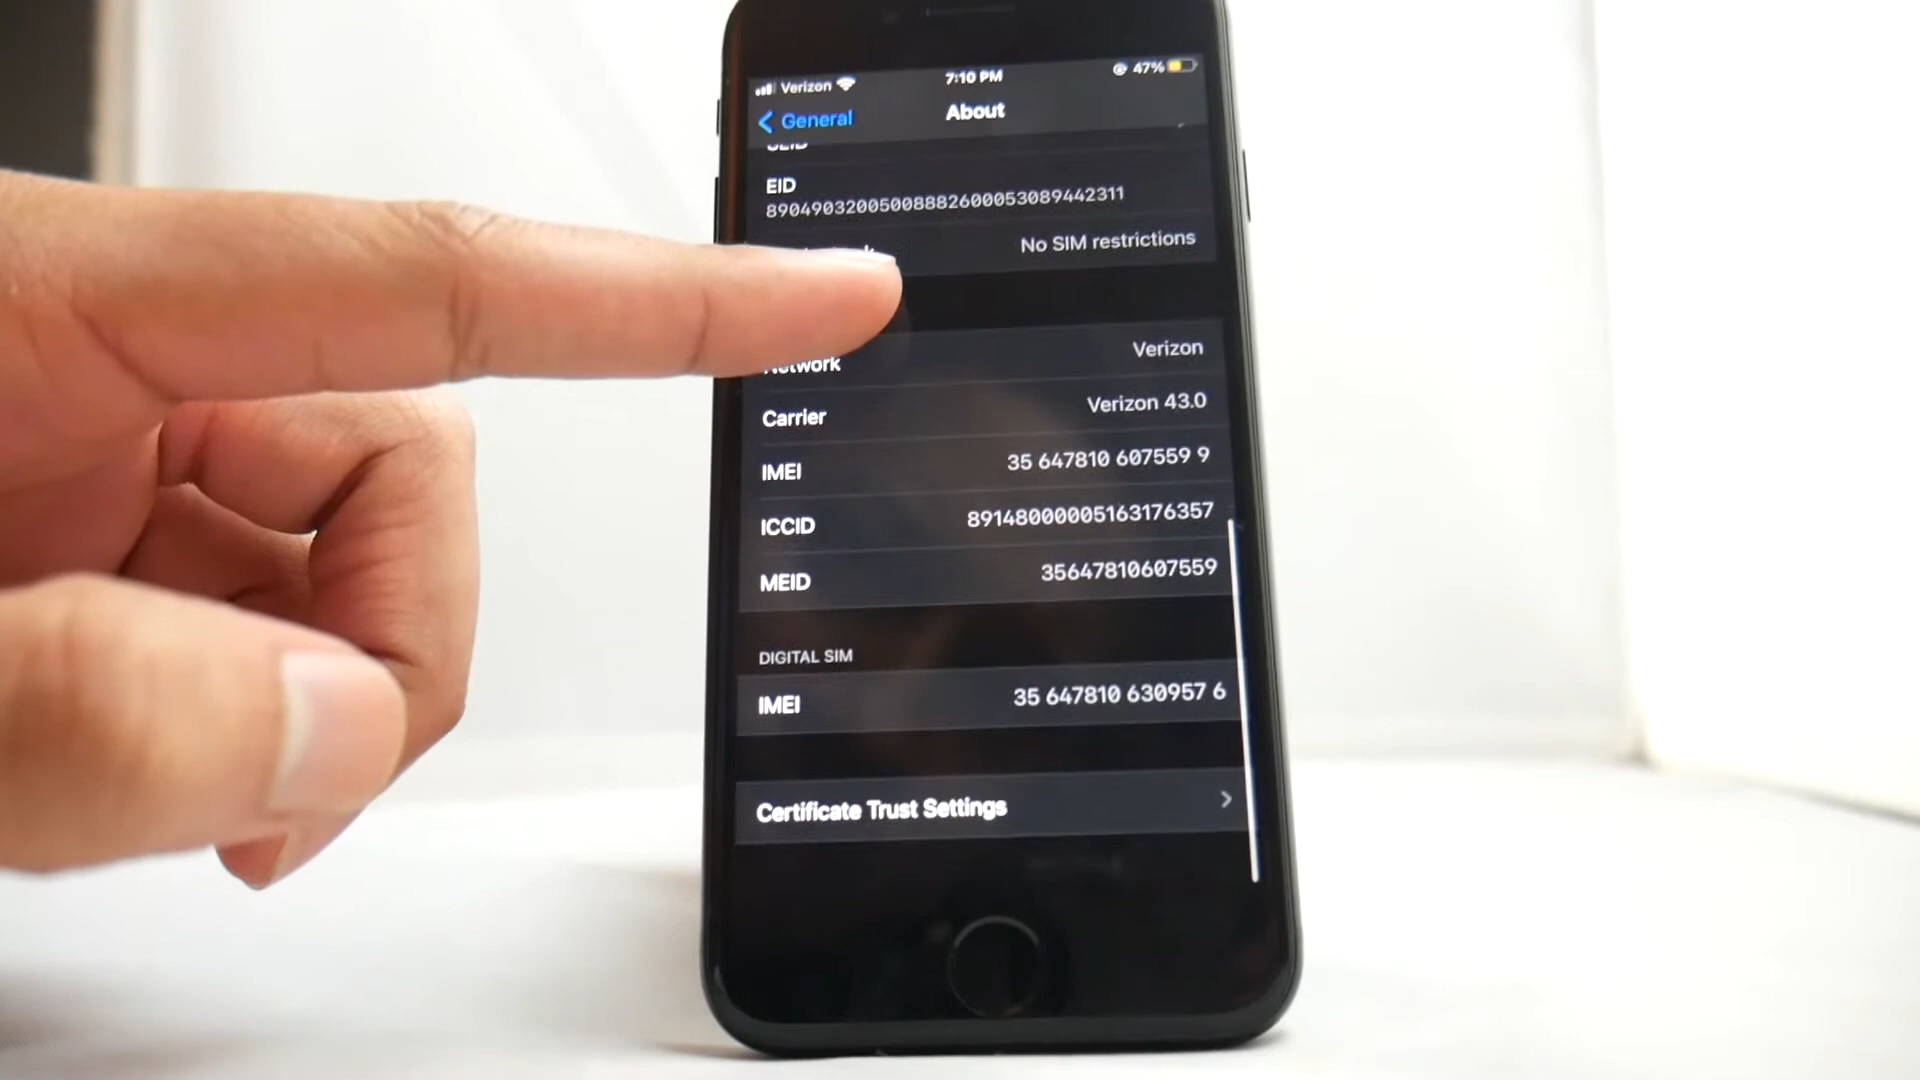 Verizon 7:10 PM 47%
General About
EID
89049032005008882600053089442311
No SIM restrictions
Network Verizon
Carrier Verizon 43.0
IMEI 35 647810 607559 9
ICCID 89148000005163176357
MEID 35647810607559
DIGITAL SIM
IMEI 35 647810 630957 6
Certificate Trust Settings